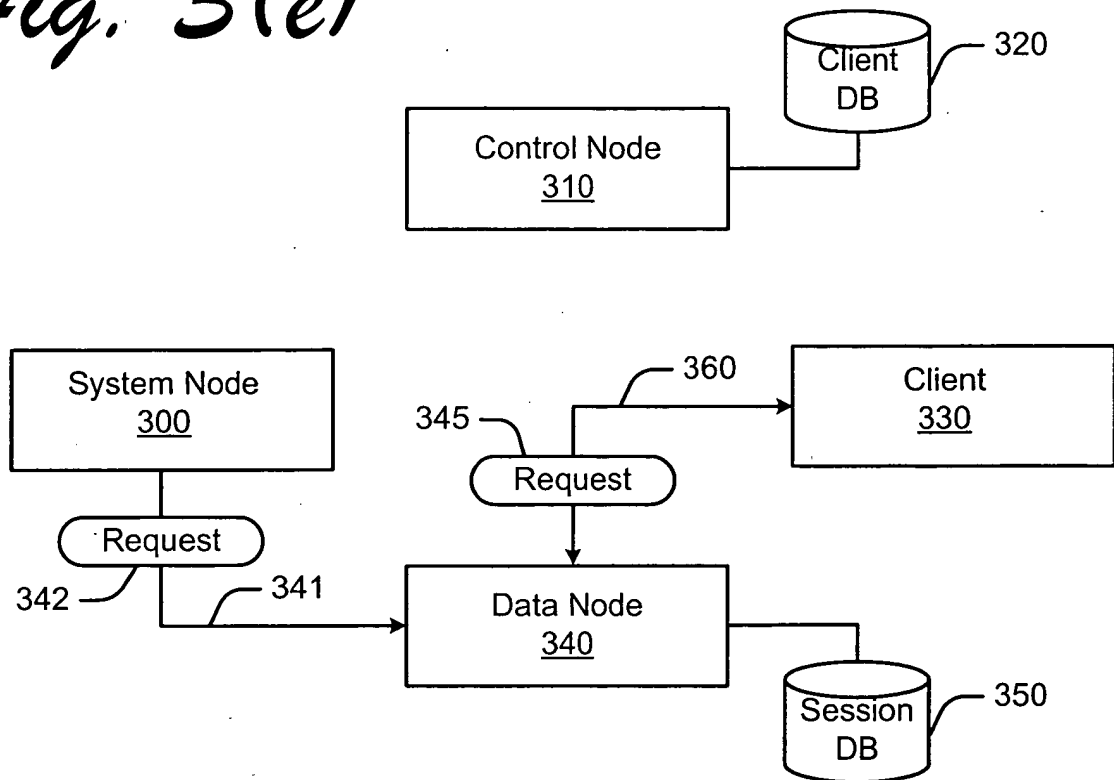 Fig. 3(e)
Client
DB
320
Control Node
310
System Node
300
360
Client
330
345
Request
Request
342
341
Data Node
340
Session
DB
350